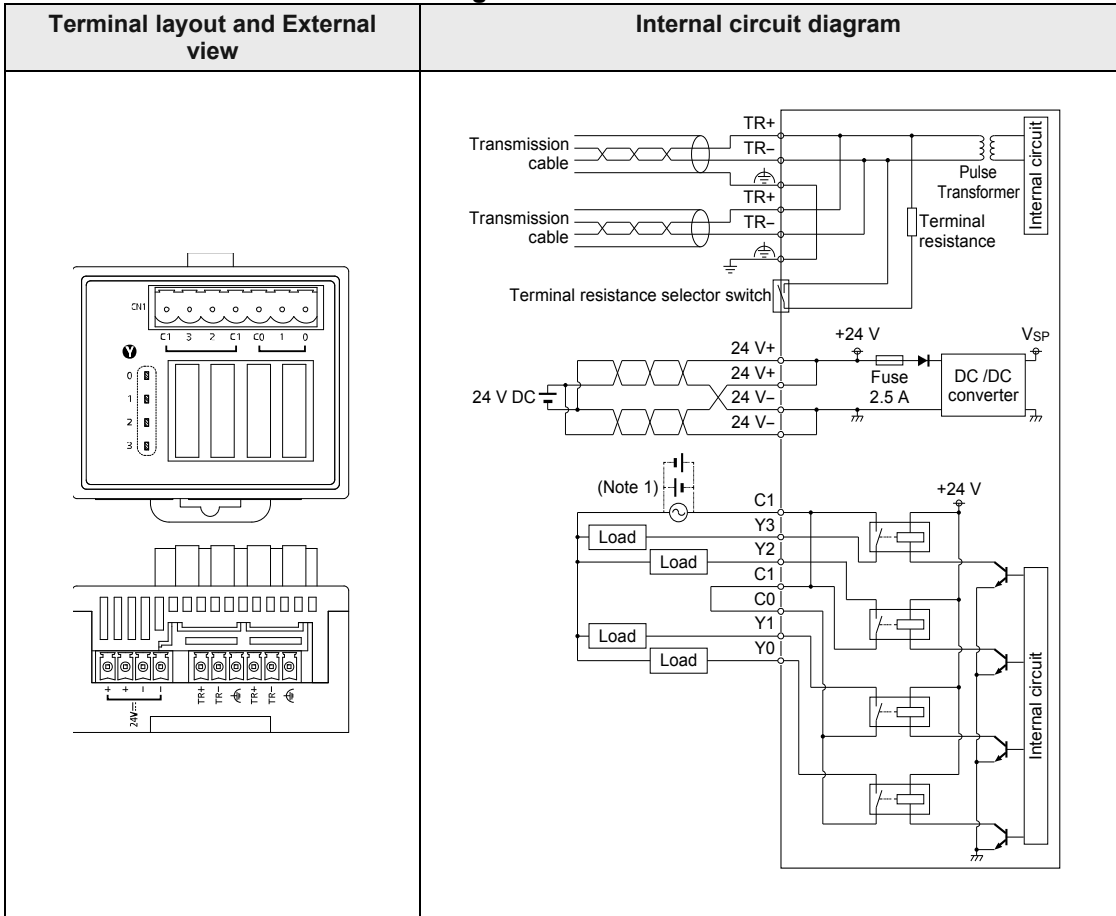 Terminal layout and External
view
Internal circuit diagram
CN1
C1 3 2 C1 C0 1 0
Y
0
1
2
3
+ + − −
24V
TR+ TR− TR+ TR−
Transmission
cable
TR+
TR−
Transmission
cable
TR+
TR−
Pulse
Transformer
Internal circuit
Terminal
resistance
Terminal resistance selector switch
24 V DC
24 V+
24 V+
24 V−
24 V−
+24 V
Fuse
2.5 A
DC /DC
converter
VSP
(Note 1)
C1
Y3
Load
Y2
Load
C1
C0
Y1
Load
Y0
Load
+24 V
Internal circuit